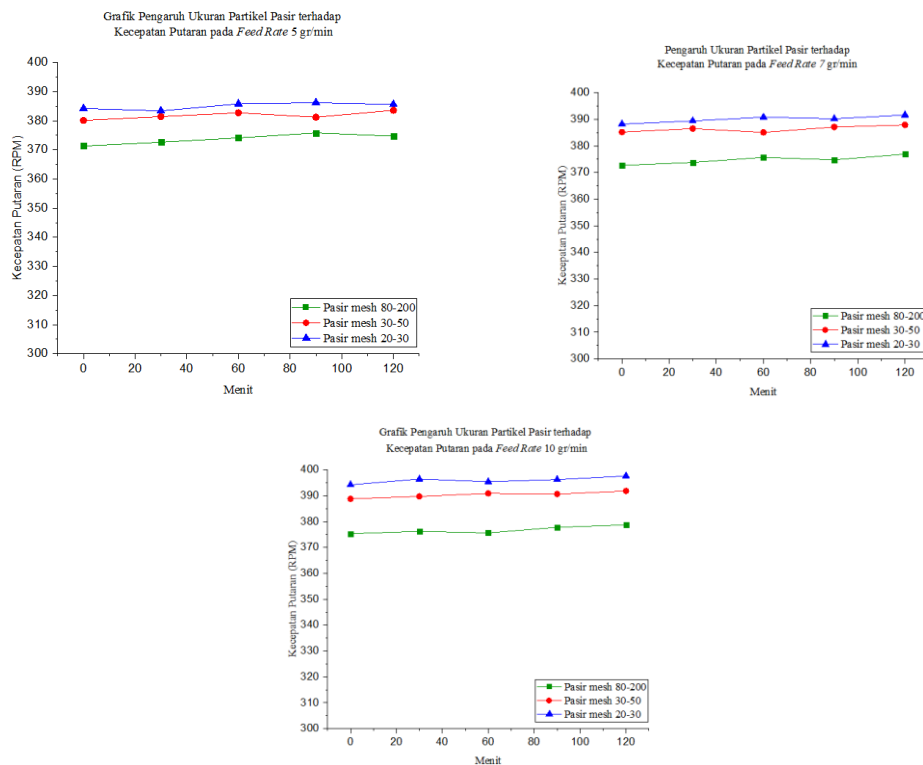 Grafik Pengaruh Ukuran Partikel Pasir terhadap
Kecepatan Putaran pada Feed Rate 5 gr/min
Kecepatan Putaran (RPM)
400
390
380
370
360
350
340
330
320
310
300
Pasir mesh 80-200
Pasir mesh 30-50
Pasir mesh 20-30
0 20 40 60 80 100 120
Menit
Pengaruh Ukuran Partikel Pasir terhadap
Kecepatan Putaran pada Feed Rate 7 gr/min
Kecepatan Putaran (RPM)
400
390
380
370
360
350
340
330
320
310
300
Pasir mesh 80-200
Pasir mesh 30-50
Pasir mesh 20-30
0 20 40 60 80 100 120
Menit
Grafik Pengaruh Ukuran Partikel Pasir terhadap
Kecepatan Putaran pada Feed Rate 10 gr/min
Kecepatan Putaran (RPM)
400
390
380
370
360
350
340
330
320
310
300
Pasir mesh 80-200
Pasir mesh 30-50
Pasir mesh 20-30
0 20 40 60 80 100 120
Menit